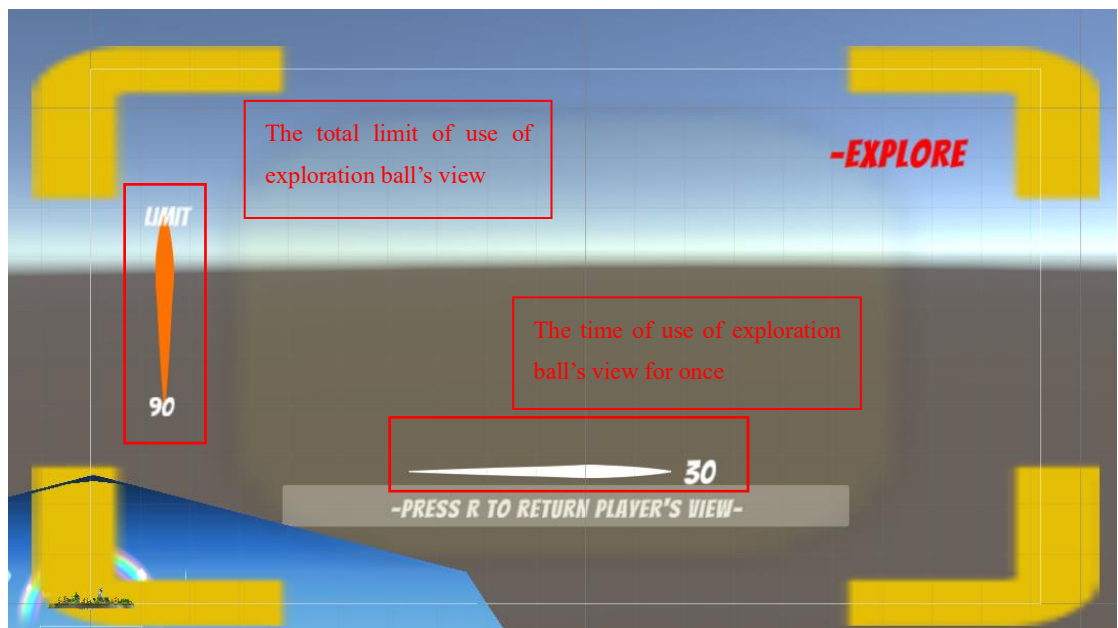 The total limit of use of
exploration ball's view
-EXPLORE
LIMIT
90
The time of use of exploration
ball's view for once
30
-PRESS R TO RETURN PLAYER'S VIEW-